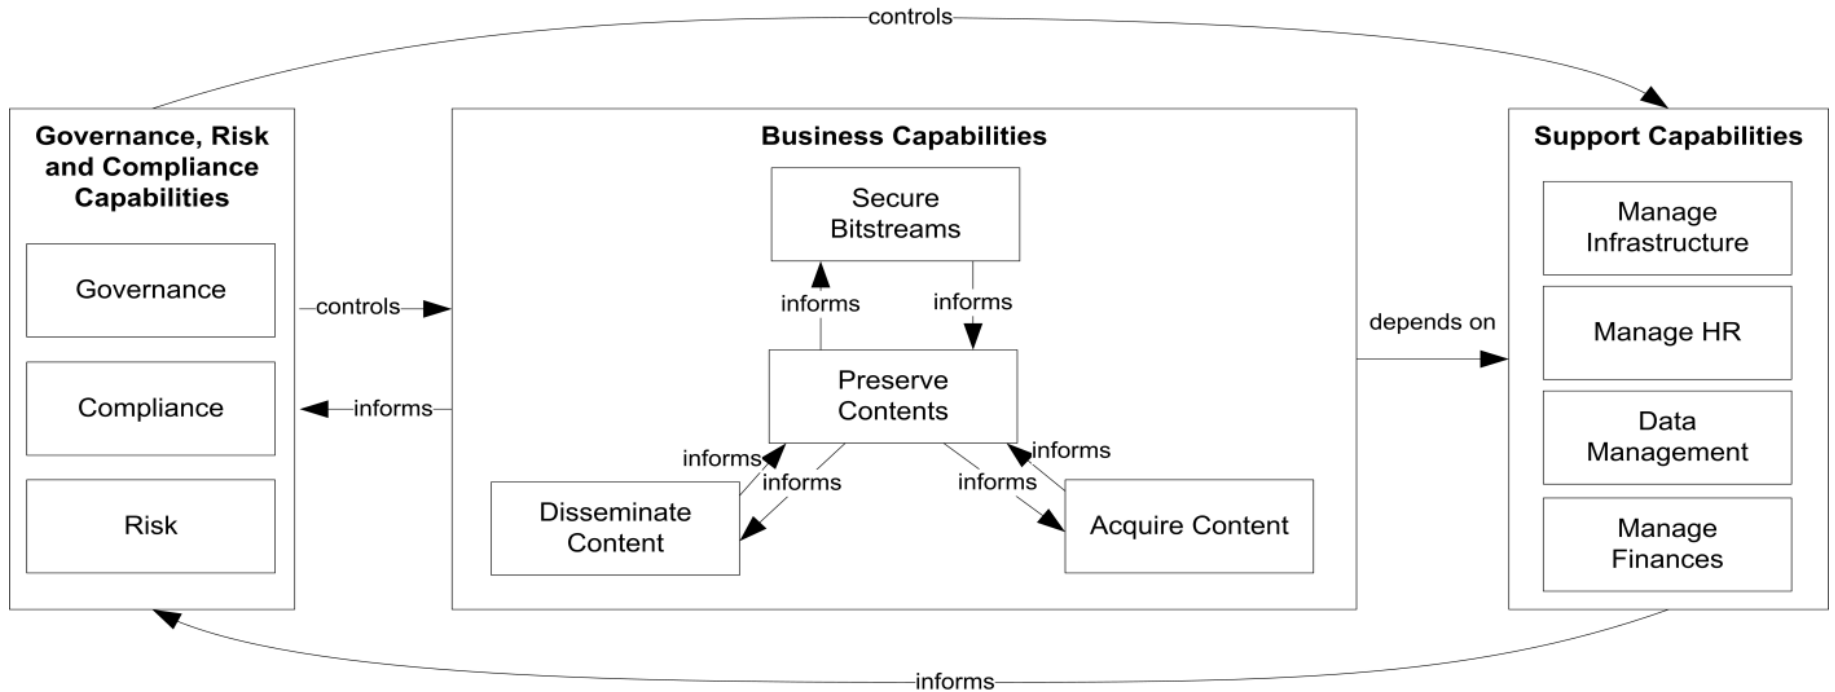 controls
Governance, Risk
and Compliance
Capabilities
Governance
Compliance
Risk
controls
informs
Business Capabilities
Secure
Bitstreams
informs
informs
Preserve
Contents
informs
informs
informs
informs
Disseminate
Content
Acquire Content
depends on
Support Capabilities
Manage
Infrastructure
Manage HR
Data
Management
Manage
Finances
informs